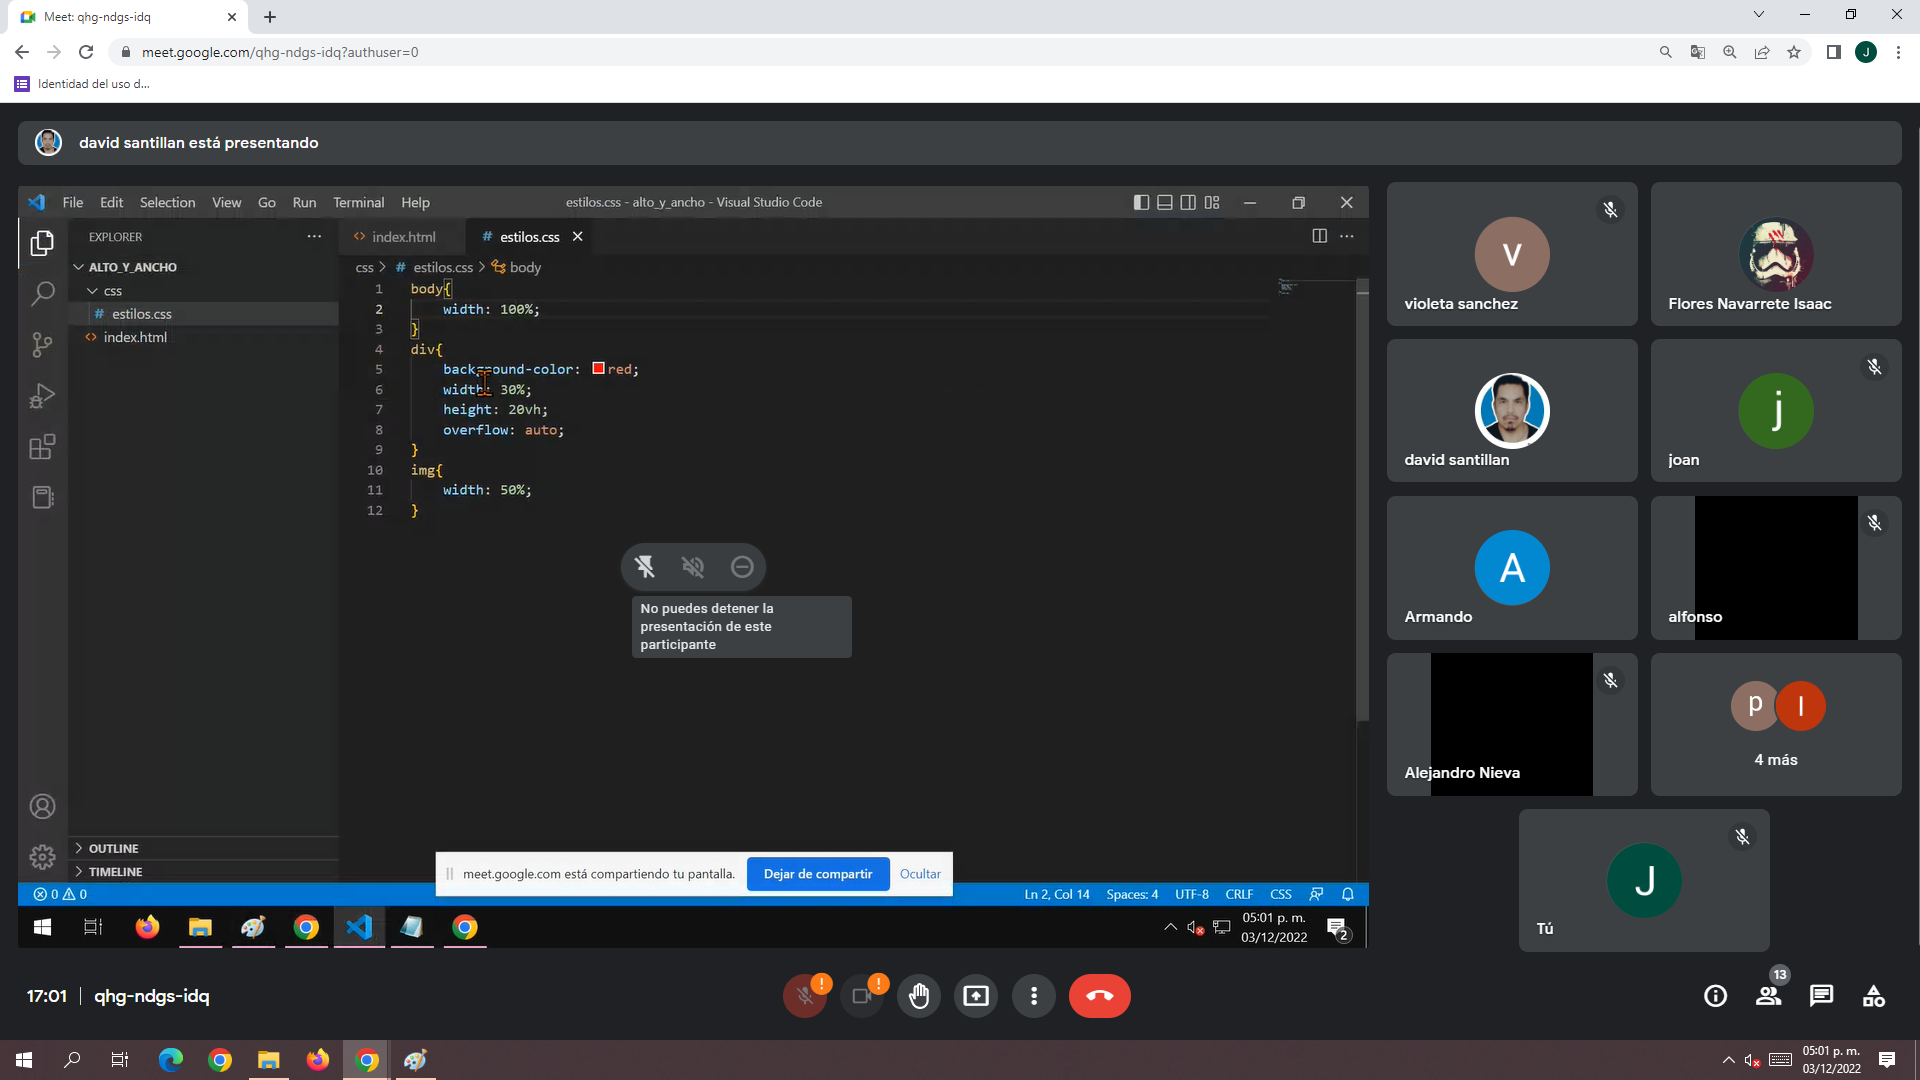 Meet: qhg-ndgs-idq
meet.google.com/qhg-ndgs-idq?authuser=0
J
Identidad del uso d...
david santillan está presentando
File Edit Selection View Go Run Terminal Help
estilos.css - alto_y_ancho - Visual Studio Code
EXPLORER
index.html
# estilos.css
ALTO_Y_ANCHO
css
# estilos.css
index.html
css > # estilos.css > body
1 body{
2 width: 100%;
3 }
4 div{
5 background-color: red;
6 width: 30%;
7 height: 20vh;
8 overflow: auto;
9 }
10 img{
11 width: 50%;
12 }
No puedes detener la
presentación de este
participante
OUTLINE
TIMELINE
meet.google.com está compartiendo tu pantalla.
Dejar de compartir
Ocultar
0 0
Ln 2, Col 14 Spaces: 4 UTF-8 CRLF CSS
05:01 p. m.
03/12/2022
2
v
violeta sanchez
Flores Navarrete Isaac
david santillan
j
joan
A
Armando
alfonso
Alejandro Nieva
p I
4 más
J
Tú
17:01 | qhg-ndgs-idq
! !
13
05:01 p. m.
03/12/2022